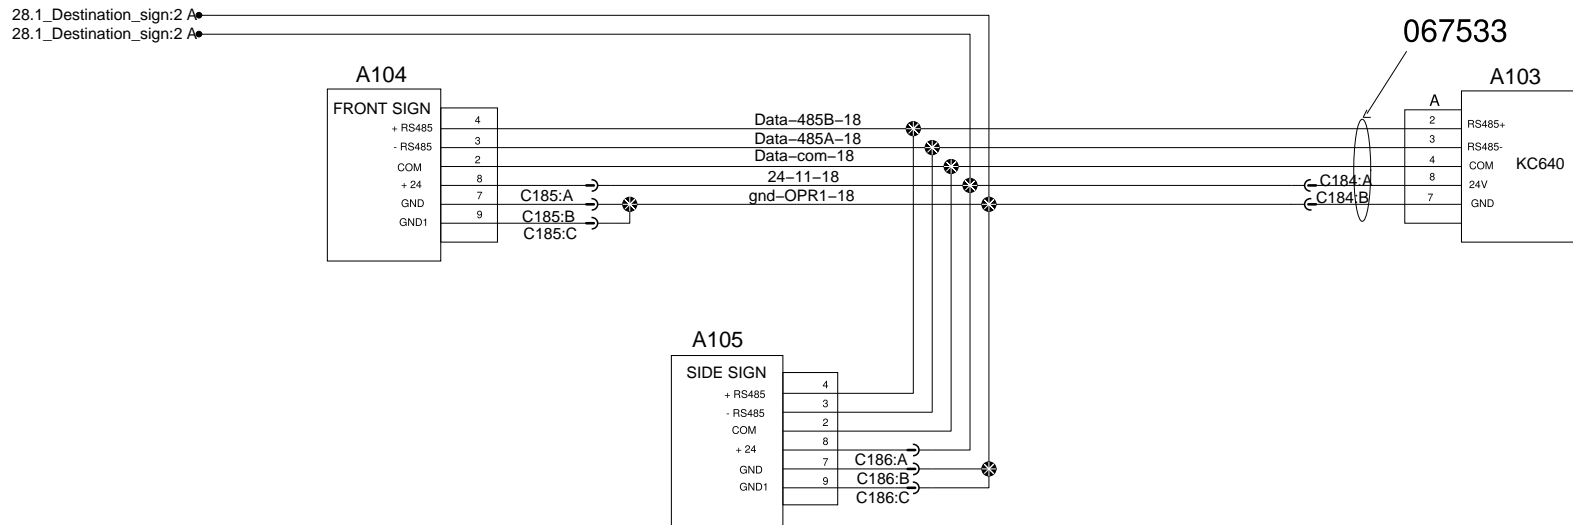 28.1_Destination_sign:2 A
28.1_Destination_sign:2 A
067533
A104
A103
FRONT SIGN
A
4
Data-485B-18
2
+ RS485
RS485+
3
Data-485A-18
3
- RS485
RS485-
2
Data-com-18
4
COM
COM
KC640
8
24-11-18
8
+ 24
C184:A
24V
7
C185:A
gnd-OPR1-18
C184:B
7
GND
GND
9
C185:B
GND1
C185:C
A105
SIDE SIGN
4
+ RS485
3
- RS485
2
COM
8
+ 24
7
C186:A
GND
9
C186:B
GND1
C186:C